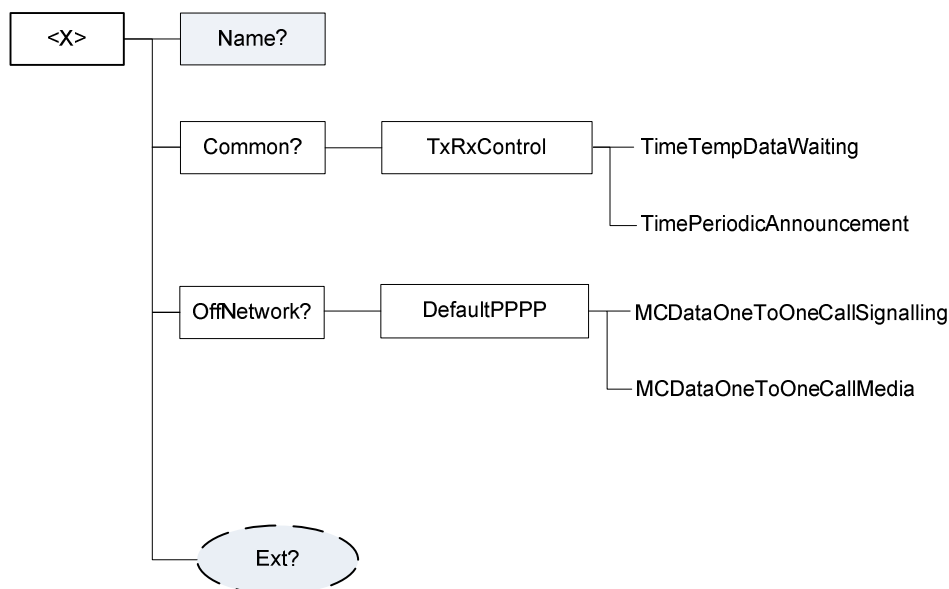 <X>
Name?
Common?
TxRxControl
TimeTempDataWaiting
TimePeriodicAnnouncement
OffNetwork?
DefaultPPPP
MCDataOneToOneCallSignalling
MCDataOneToOneCallMedia
Ext?